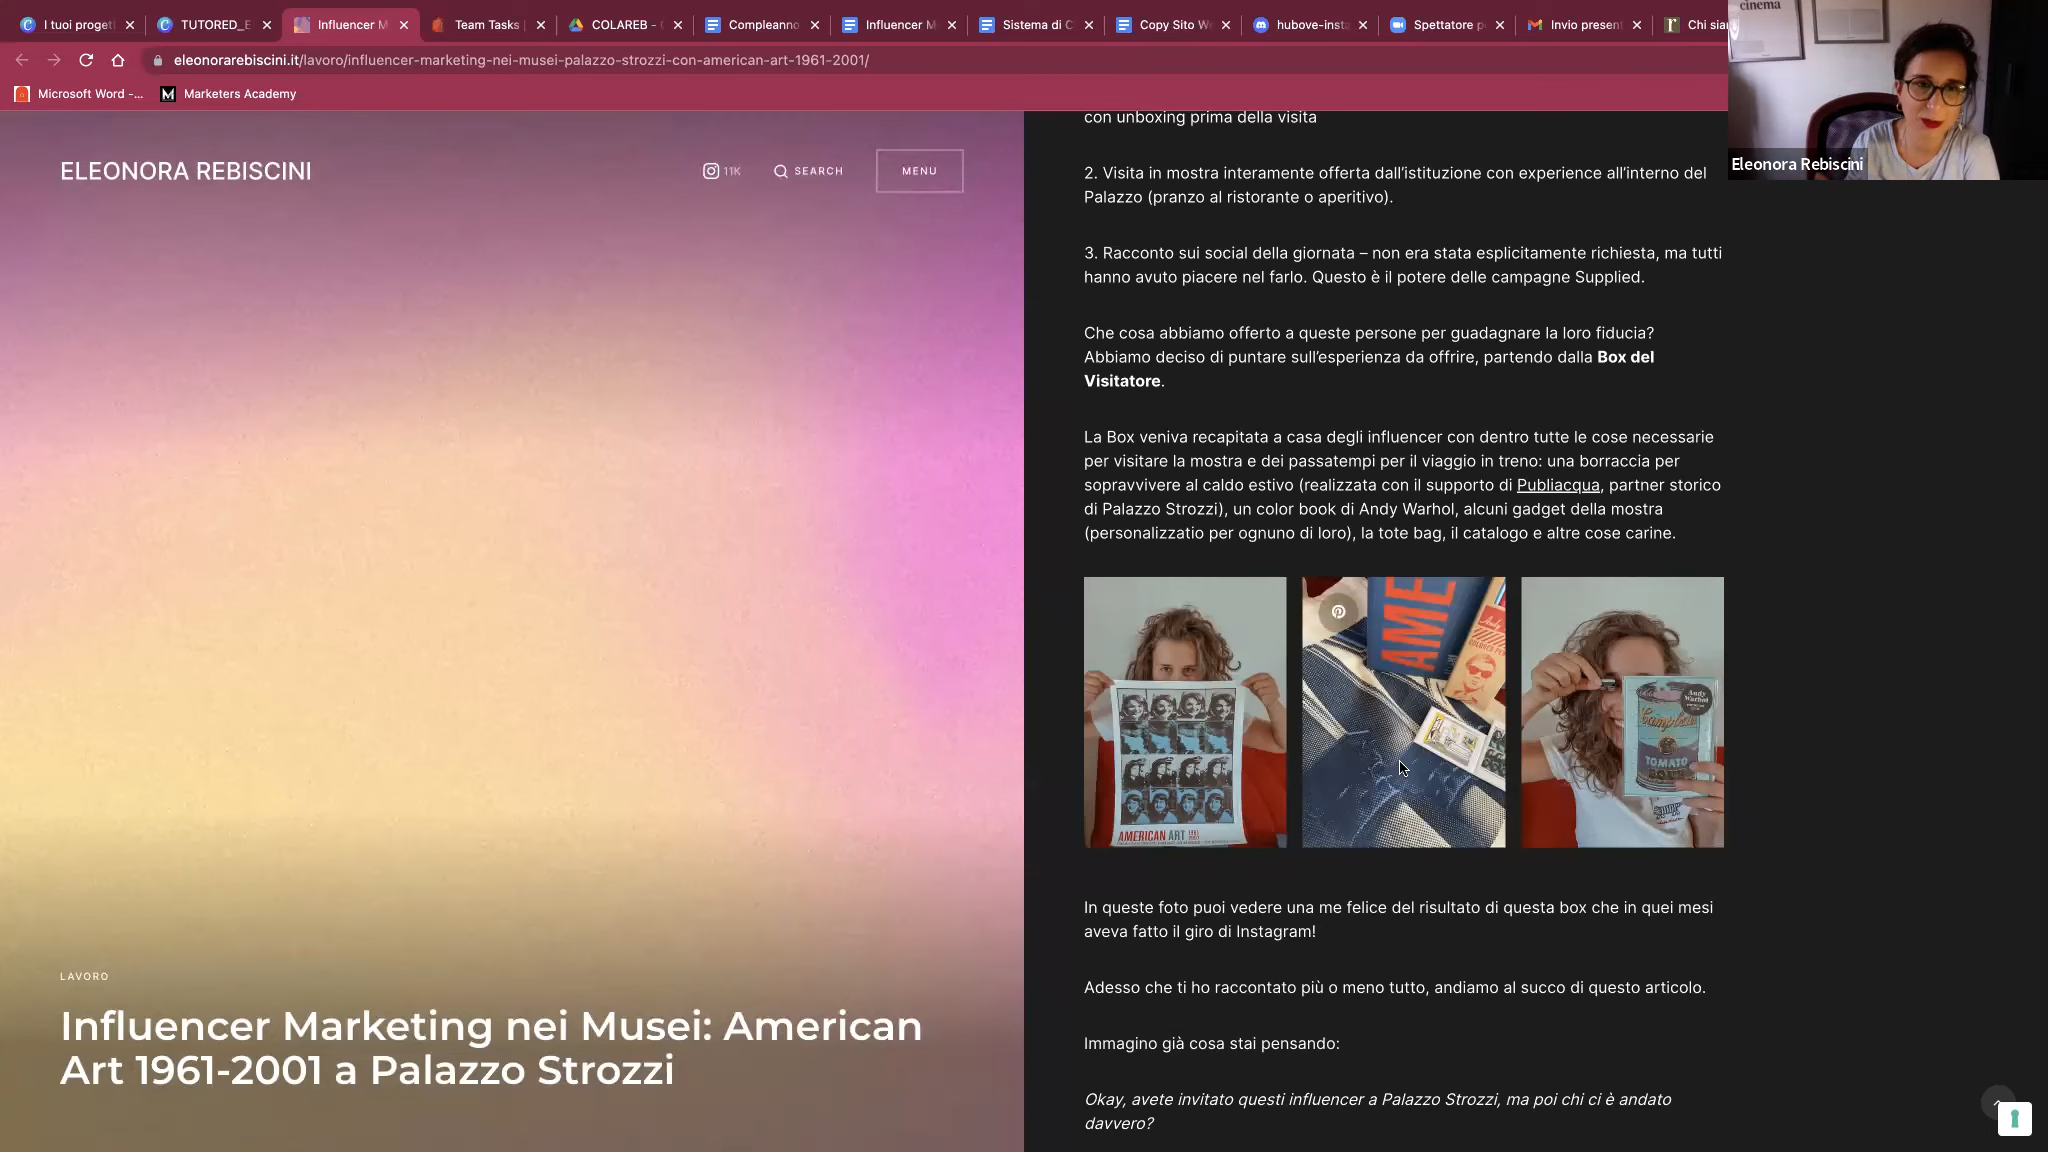 I tuoi proget
TUTORED_E
Influencer M
Team Tasks
COLAREB -
Compleanno
Influencer M
Sistema di C
Copy Sito W
hubove-insta
Spettatore p
Invio presen
Chi sian
cinema
eleonorarebiscini.it/lavoro/influencer-marketing-nei-musei-palazzo-strozzi-con-american-art-1961-2001/
Microsoft Word -...
Marketers Academy
Eleonora Rebiscini
ELEONORA REBISCINI
11K
SEARCH
MENU
LAVORO
Influencer Marketing nei Musei: American
Art 1961-2001 a Palazzo Strozzi
con unboxing prima della visita
2. Visita in mostra interamente offerta dall'istituzione con experience all'interno del
Palazzo (pranzo al ristorante o aperitivo).
3. Racconto sui social della giornata – non era stata esplicitamente richiesta, ma tutti
hanno avuto piacere nel farlo. Questo è il potere delle campagne Supplied.
Che cosa abbiamo offerto a queste persone per guadagnare la loro fiducia?
Abbiamo deciso di puntare sull'esperienza da offrire, partendo dalla Box del
Visitatore.
La Box veniva recapitata a casa degli influencer con dentro tutte le cose necessarie
per visitare la mostra e dei passatempi per il viaggio in treno: una borraccia per
sopravvivere al caldo estivo (realizzata con il supporto di Publiacqua, partner storico
di Palazzo Strozzi), un color book di Andy Warhol, alcuni gadget della mostra
(personalizzatio per ognuno di loro), la tote bag, il catalogo e altre cose carine.
AMERICAN ART 1961 2001
AME
Andy Warhol
Campbell's
TOMATO
In queste foto puoi vedere una me felice del risultato di questa box che in quei mesi
aveva fatto il giro di Instagram!
Adesso che ti ho raccontato più o meno tutto, andiamo al succo di questo articolo.
Immagino già cosa stai pensando:
Okay, avete invitato questi influencer a Palazzo Strozzi, ma poi chi ci è andato
davvero?